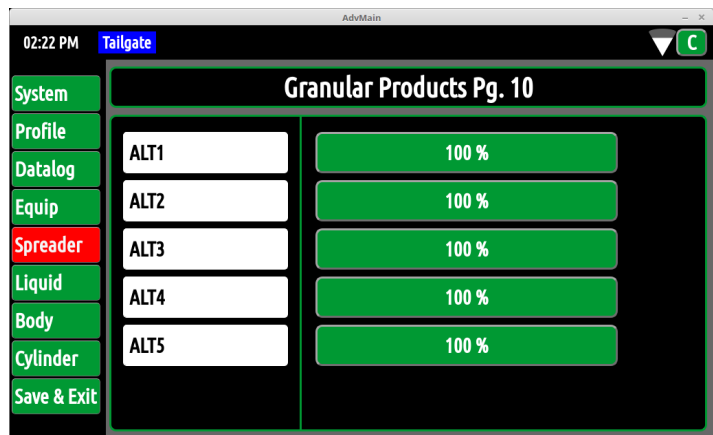 AdvMain
02:22 PM Tailgate C
Granular Products Pg. 10
System
Profile
Datalog
Equip
Spreader
Liquid
Body
Cylinder
Save & Exit
ALT1 100 %
ALT2 100 %
ALT3 100 %
ALT4 100 %
ALT5 100 %